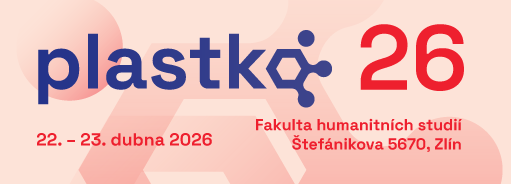 plastko 26
22. – 23. dubna 2026
Fakulta humanitních studií
Štefánikova 5670, Zlín